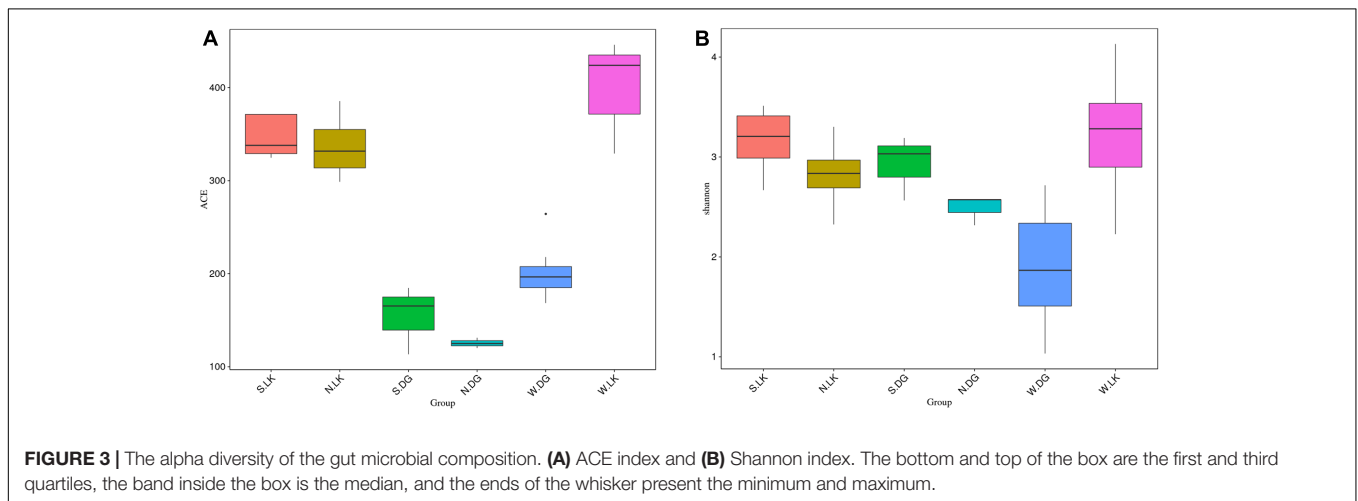 A
400
300
200
100
ACE
S.LK
N.LK
S.DG
N.DG
W.DG
W.LK
Group
B
4
3
2
1
shannon
S.LK
N.LK
S.DG
N.DG
W.DG
W.LK
Group
FIGURE 3 | The alpha diversity of the gut microbial composition. (A) ACE index and (B) Shannon index. The bottom and top of the box are the first and third
quartiles, the band inside the box is the median, and the ends of the whisker present the minimum and maximum.